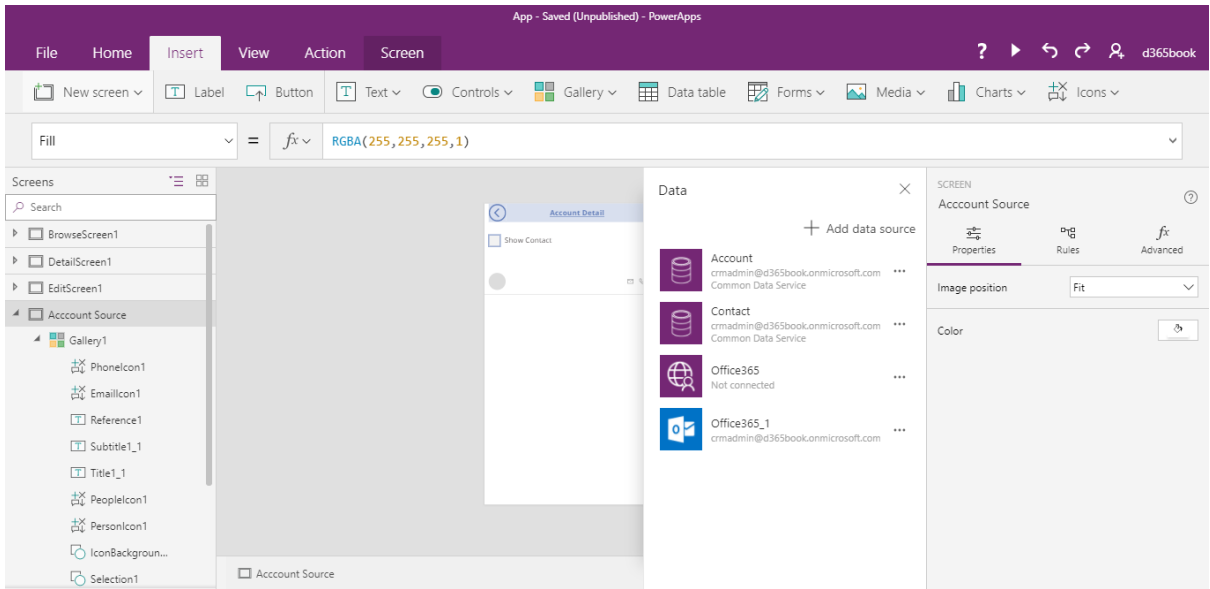 App - Saved (Unpublished) - PowerApps
File Home Insert View Action Screen ? d365book
New screen Label Button Text Controls Gallery Data table Forms Media Charts Icons
Fill = fx RGBA(255,255,255,1)
Screens
Search
BrowseScreen1
DetailScreen1
EditScreen1
Acccount Source
Gallery1
PhoneIcon1
EmailIcon1
Reference1
Subtitle1_1
Title1_1
PeopleIcon1
PersonIcon1
IconBackgroun...
Selection1
Account Detail
Show Contact
Acccount Source
Data
Add data source
Account
crmadmin@d365book.onmicrosoft.com
Common Data Service
Contact
crmadmin@d365book.onmicrosoft.com
Common Data Service
Office365
Not connected
Office365_1
crmadmin@d365book.onmicrosoft.com
SCREEN
Acccount Source
Properties Rules Advanced
Image position Fit
Color